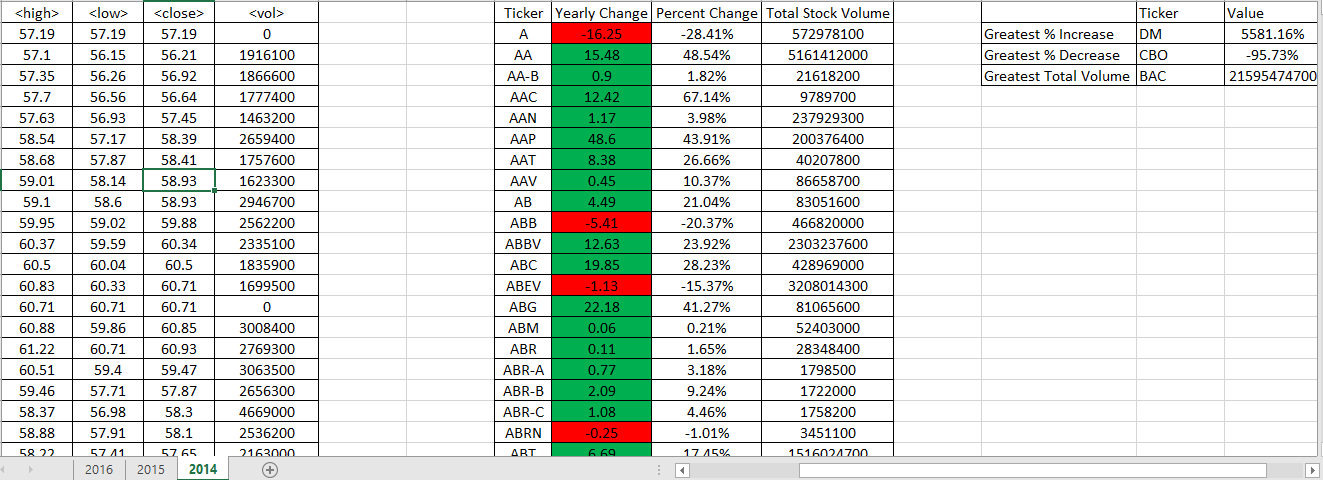 <high> <low> <close> <vol> Ticker Yearly Change Percent Change Total Stock Volume Ticker Value
57.19 57.19 57.19 0 A -16.25 -28.41% 572978100 Greatest % Increase DM 5581.16%
57.1 56.15 56.21 1916100 AA 15.48 48.54% 5161412000 Greatest % Decrease CBO -95.73%
57.35 56.26 56.92 1866600 AA-B 0.9 1.82% 21618200 Greatest Total Volume BAC 21595474700
57.7 56.56 56.64 1777400 AAC 12.42 67.14% 9789700
57.63 56.93 57.45 1463200 AAN 1.17 3.98% 237929300
58.54 57.17 58.39 2659400 AAP 48.6 43.91% 200376400
58.68 57.87 58.41 1757600 AAT 8.38 26.66% 40207800
59.01 58.14 58.93 1623300 AAV 0.45 10.37% 86658700
59.1 58.6 58.93 2946700 AB 4.49 21.04% 83051600
59.95 59.02 59.88 2562200 ABB -5.41 -20.37% 466820000
60.37 59.59 60.34 2335100 ABBV 12.63 23.92% 2303237600
60.5 60.04 60.5 1835900 ABC 19.85 28.23% 428969000
60.83 60.33 60.71 1699500 ABEV -1.13 -15.37% 3208014300
60.71 60.71 60.71 0 ABG 22.18 41.27% 81065600
60.88 59.86 60.85 3008400 ABM 0.06 0.21% 52403000
61.22 60.71 60.93 2769300 ABR 0.11 1.65% 28348400
60.51 59.4 59.47 3063500 ABR-A 0.77 3.18% 1798500
59.46 57.71 57.87 2656300 ABR-B 2.09 9.24% 1722000
58.37 56.98 58.3 4669000 ABR-C 1.08 4.46% 1758200
58.88 57.91 58.1 2536200 ABRN -0.25 -1.01% 3451100
58.22 57.41 57.65 2163000 ABT 6.69 17.45% 1516024700
2016 2015 2014